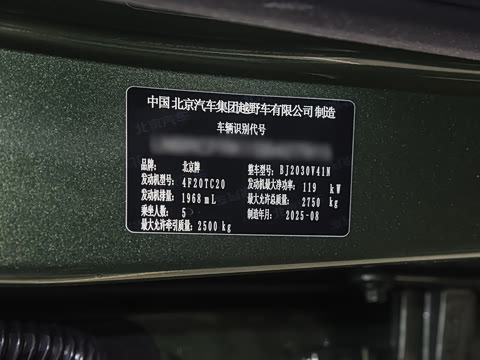 中国 北京汽车集团越野车有限公司 制造
车辆识别代号
品牌: 北京牌 整车型号: BJ2030V41N
发动机型号: 4F20TC20 发动机最大净功率: 119 kW
发动机排量: 1968 mL 最大允许总质量: 2750 kg
乘坐人数: 5 制造年月: 2025-08
最大允许牵引质量: 2500 kg